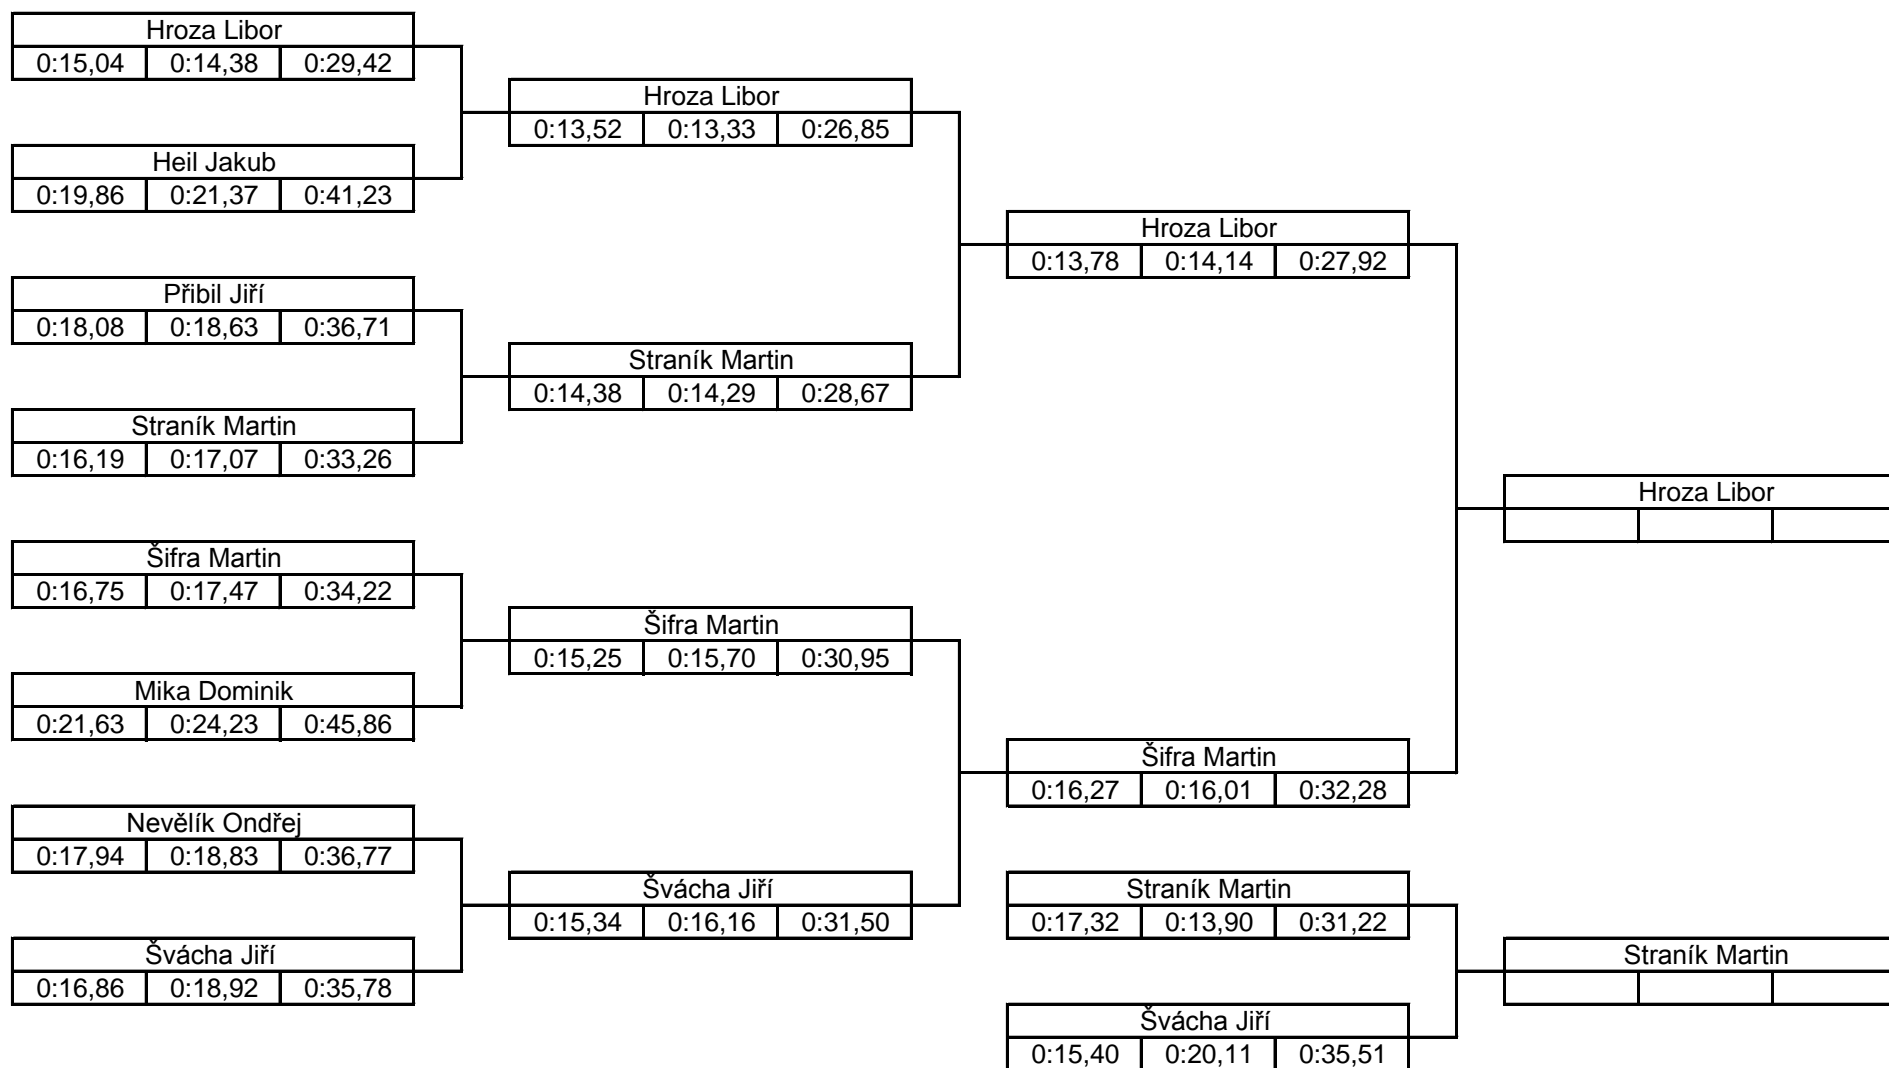 Hroza Libor
0:15,04 0:14,38 0:29,42
Heil Jakub
0:19,86 0:21,37 0:41,23
Přibil Jiří
0:18,08 0:18,63 0:36,71
Straník Martin
0:16,19 0:17,07 0:33,26
Šifra Martin
0:16,75 0:17,47 0:34,22
Mika Dominik
0:21,63 0:24,23 0:45,86
Nevělík Ondřej
0:17,94 0:18,83 0:36,77
Švácha Jiří
0:16,86 0:18,92 0:35,78
Hroza Libor
0:13,52 0:13,33 0:26,85
Straník Martin
0:14,38 0:14,29 0:28,67
Šifra Martin
0:15,25 0:15,70 0:30,95
Švácha Jiří
0:15,34 0:16,16 0:31,50
Hroza Libor
0:13,78 0:14,14 0:27,92
Šifra Martin
0:16,27 0:16,01 0:32,28
Straník Martin
0:17,32 0:13,90 0:31,22
Švácha Jiří
0:15,40 0:20,11 0:35,51
Hroza Libor
Straník Martin